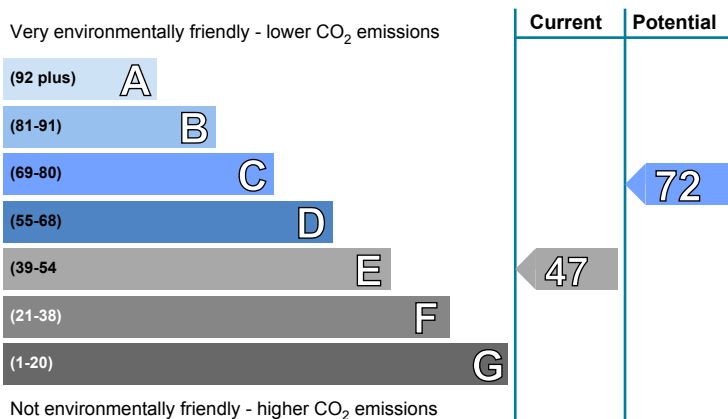 Current Potential
Very environmentally friendly - lower CO2 emissions
(92 plus) A
(81-91) B
(69-80) C
72
(55-68) D
(39-54 E
47
(21-38) F
(1-20) G
Not environmentally friendly - higher CO2 emissions